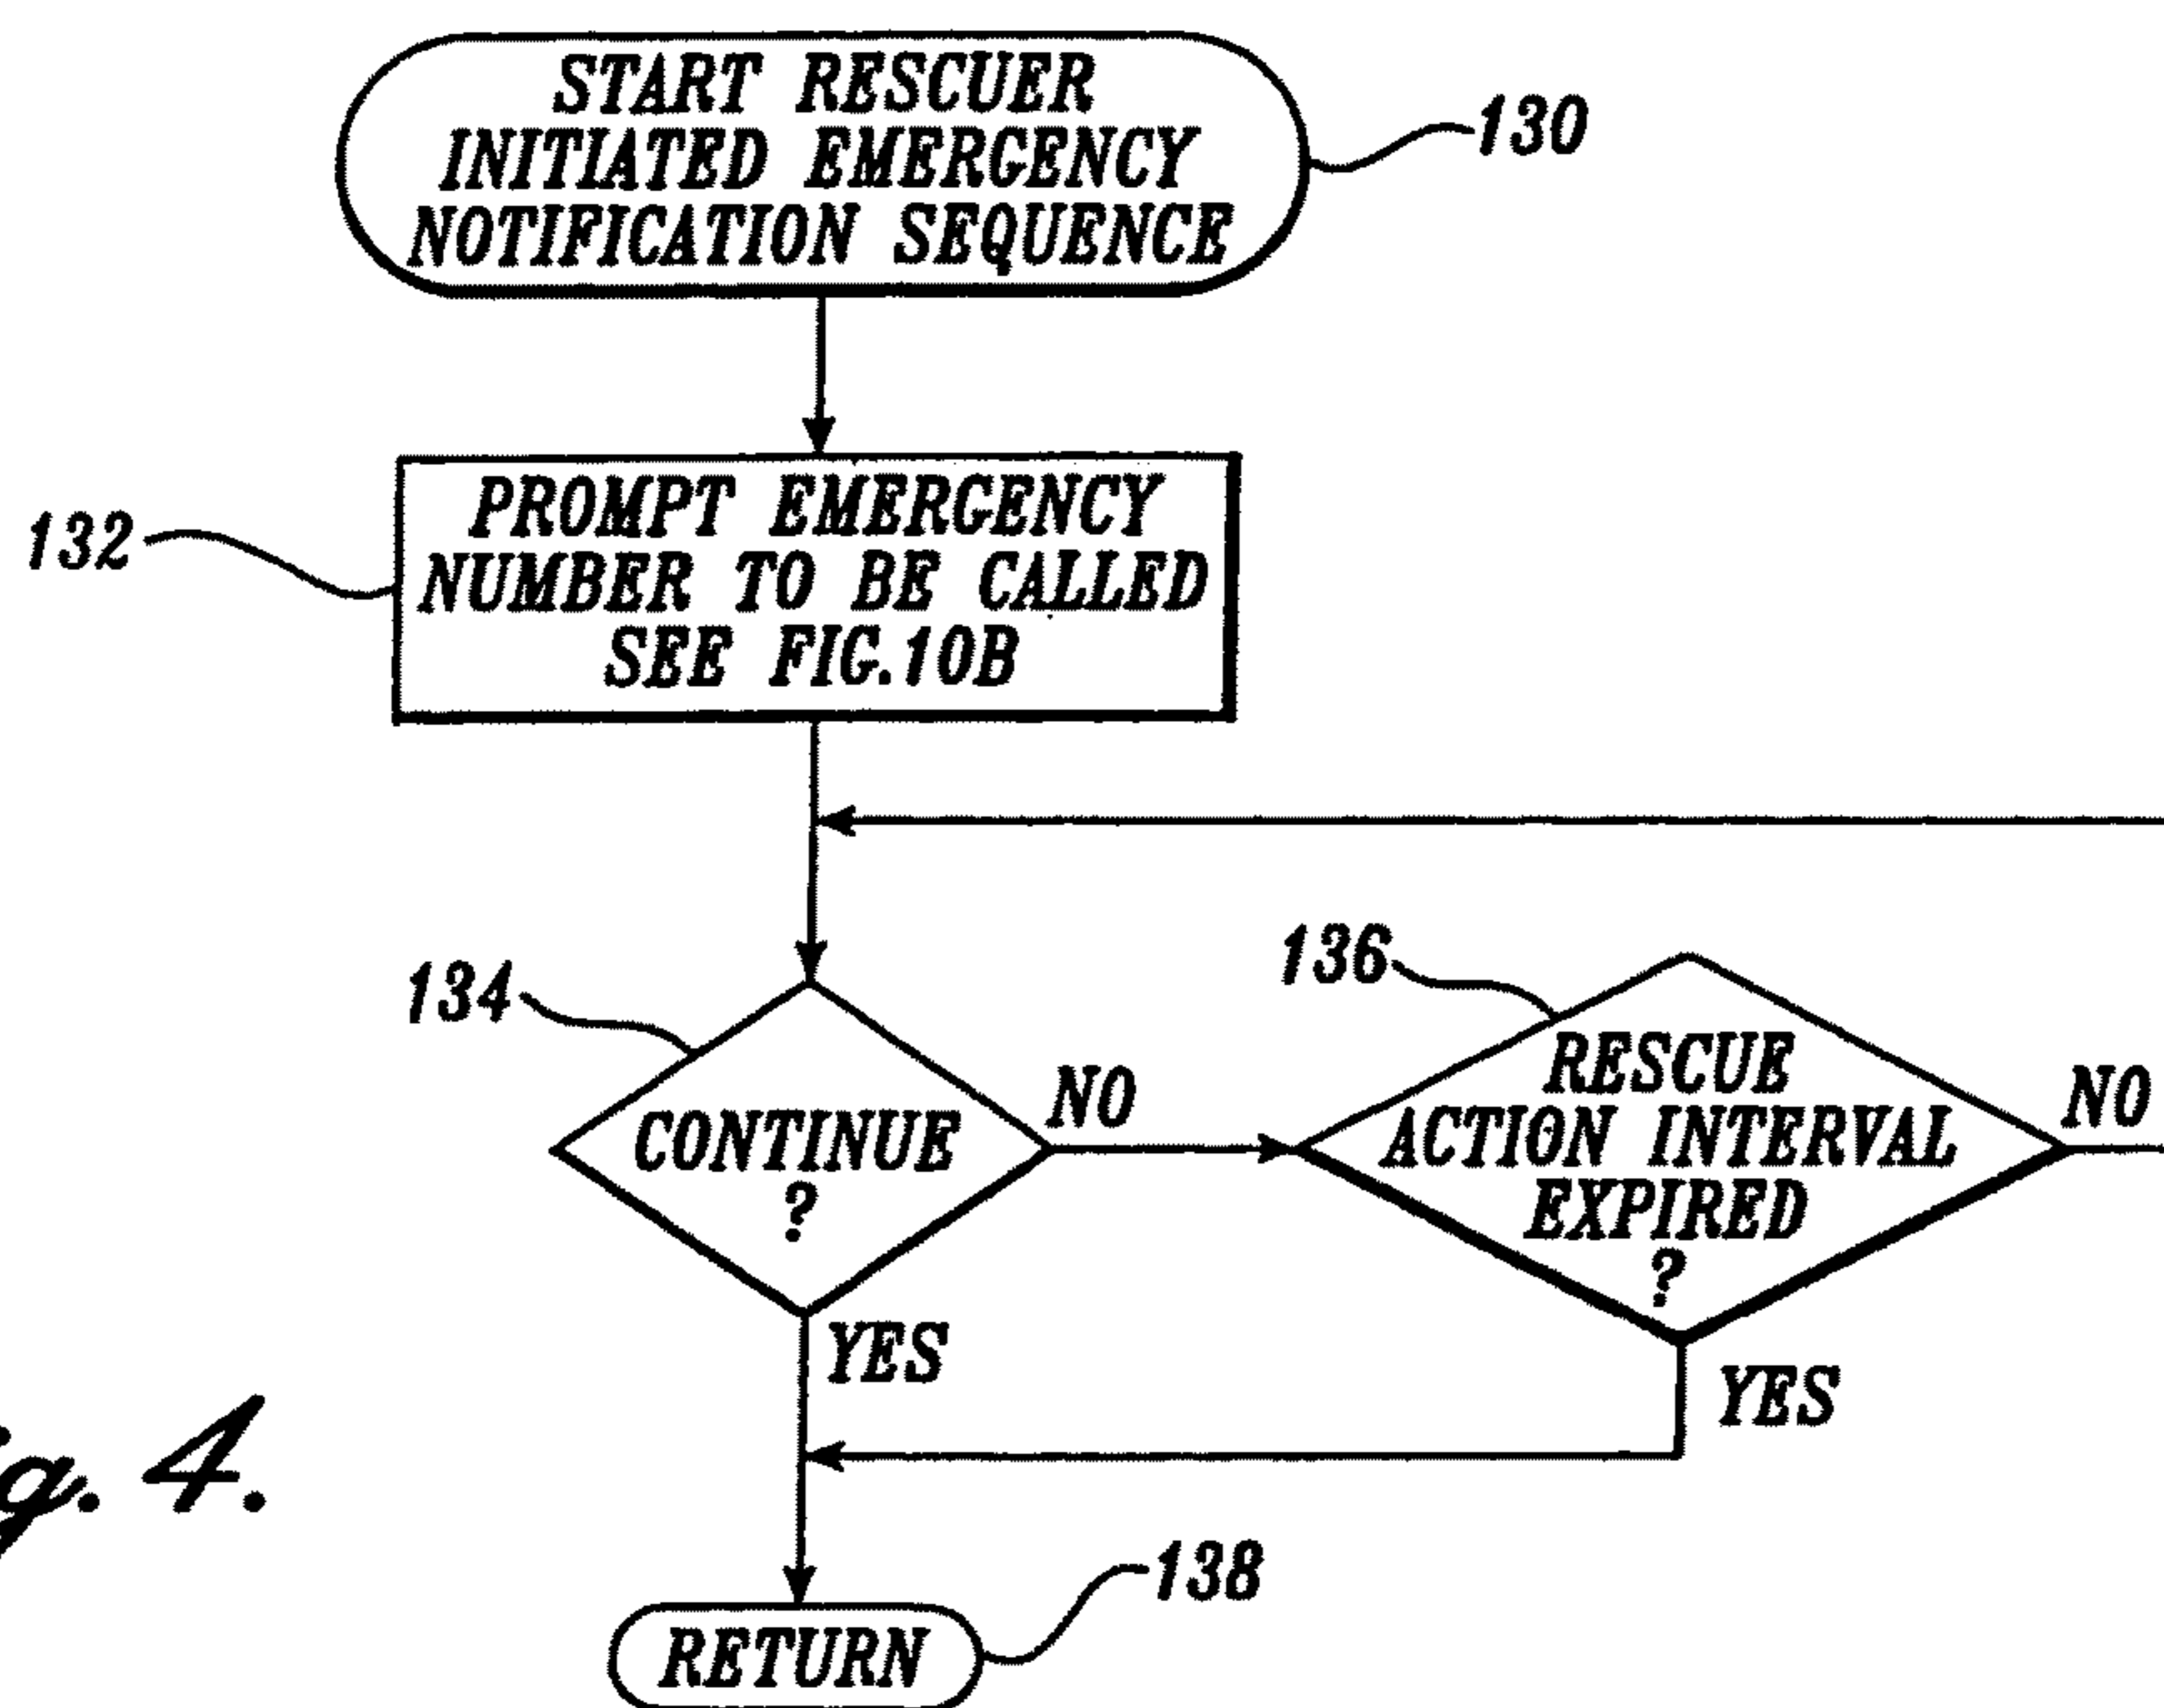 START RESCUER
INITIATED EMERGENCY
NOTIFICATION SEQUENCE
130
PROMPT EMERGENCY
NUMBER TO BE CALLED
SEE FIG.10B
132
134
CONTINUE
?
NO
YES
136
RESCUE
ACTION INTERVAL
EXPIRED
?
NO
YES
4.
RETURN
138